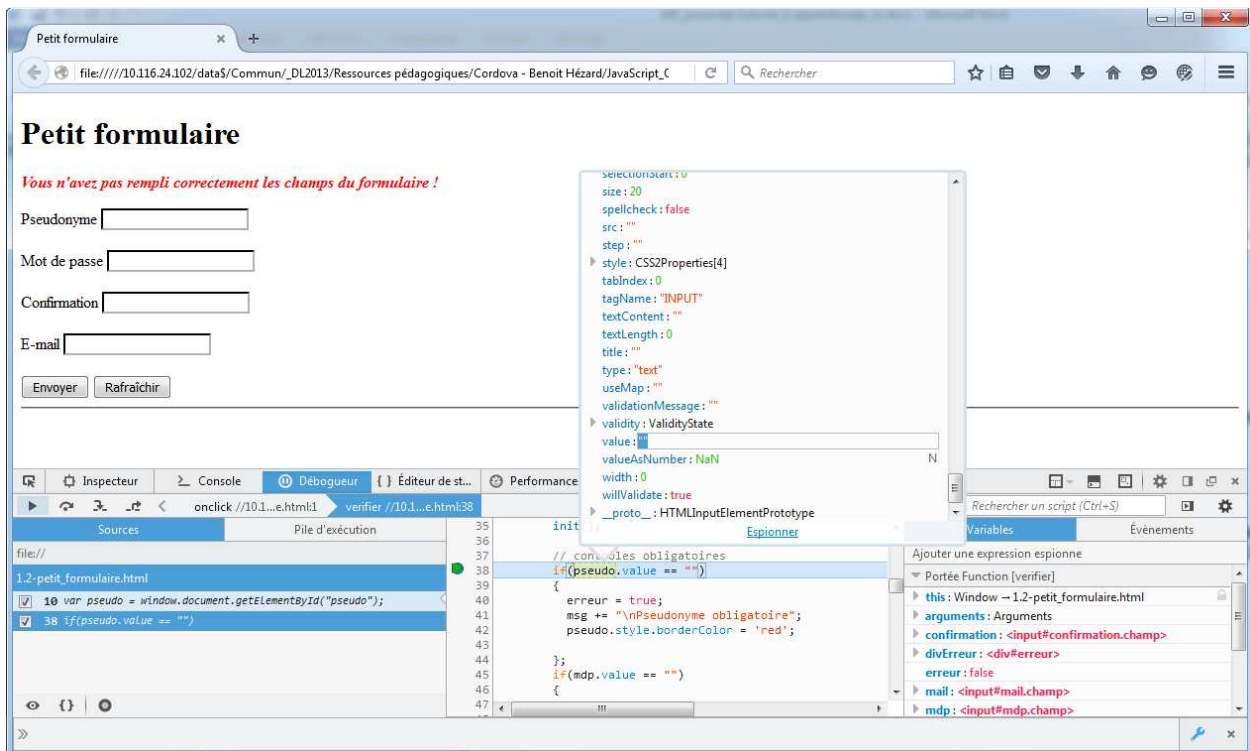 Petit formulaire
file://///10.116.24.102/data$/Commun/_DL2013/Ressources pédagogiques/Cordova - Benoit Hézard/JavaScript_C
Rechercher
Petit formulaire
Vous n'avez pas rempli correctement les champs du formulaire !
Pseudonyme
Mot de passe
Confirmation
E-mail
Envoyer Rafraîchir
selectionStart : 0
size : 20
spellcheck : false
src : ""
step : ""
style : CSS2Properties[4]
tabIndex : 0
tagName : "INPUT"
textContent : ""
textLength : 0
title : ""
type : "text"
useMap : ""
validationMessage : ""
validity : ValidityState
value : ""
valueAsNumber : NaN N
width : 0
willValidate : true
__proto__ : HTMLInputElementPrototype
Espionner
Inspecteur Console Débogueur { } Éditeur de st... Performance
onclick //10.1...e.html:1 verifier //10.1...e.html:38 Rechercher un script (Ctrl+S)
Sources Pile d'exécution
file://
1.2-petit_formulaire.html
10 var pseudo = window.document.getElementById("pseudo");
38 if(pseudo.value == "")
35
36
37 // contrôles obligatoires
38 if(pseudo.value == "")
39 {
40 erreur = true;
41 msg += "\nPseudonyme obligatoire";
42 pseudo.style.borderColor = 'red';
43
44 };
45 if(mdp.value == "")
46 {
47
Variables Évènements
Ajouter une expression espionne
Portée Function [verifier]
this : Window → 1.2-petit_formulaire.html
arguments : Arguments
confirmation : <input#confirmation.champ>
divErreur : <div#erreur>
erreur : false
mail : <input#mail.champ>
mdp : <input#mdp.champ>